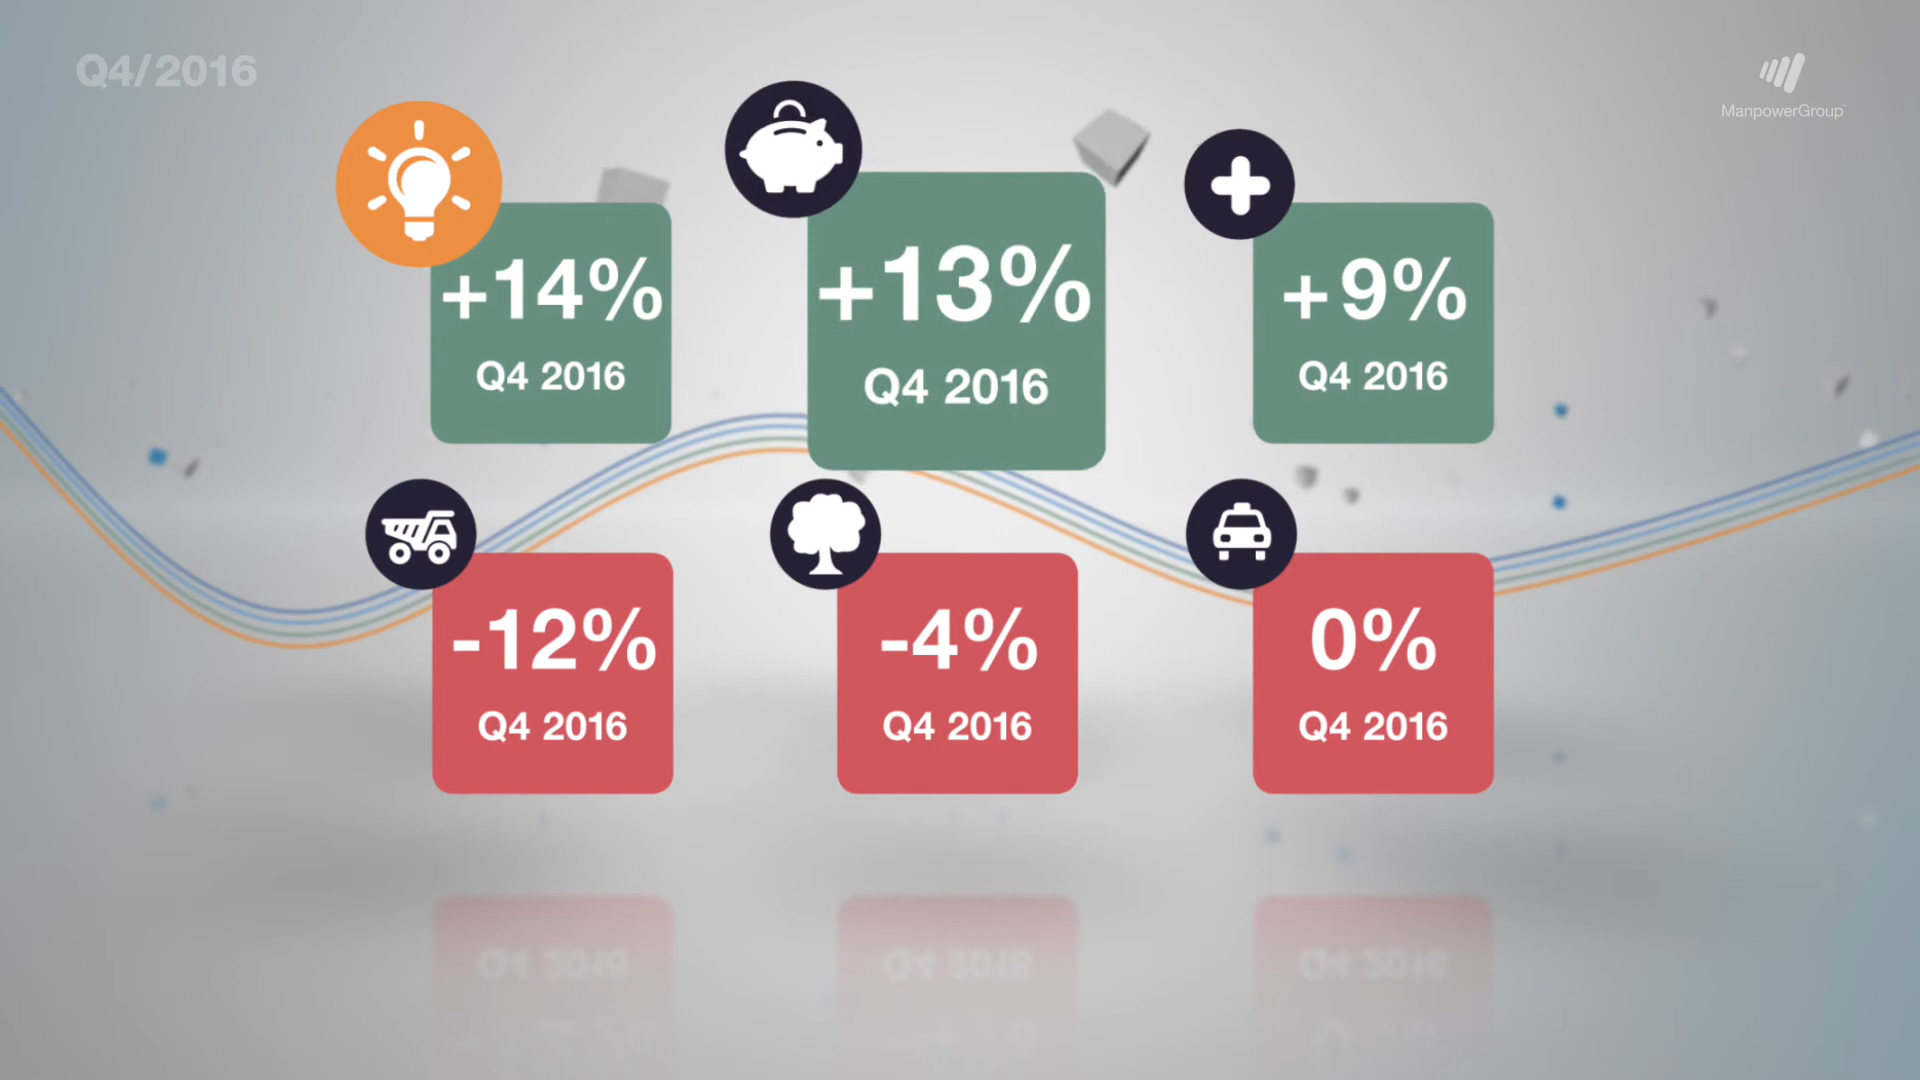 Q4/2016
ManpowerGroup
+14%
Q4 2016
+13%
Q4 2016
+9%
Q4 2016
-12%
Q4 2016
-4%
Q4 2016
0%
Q4 2016